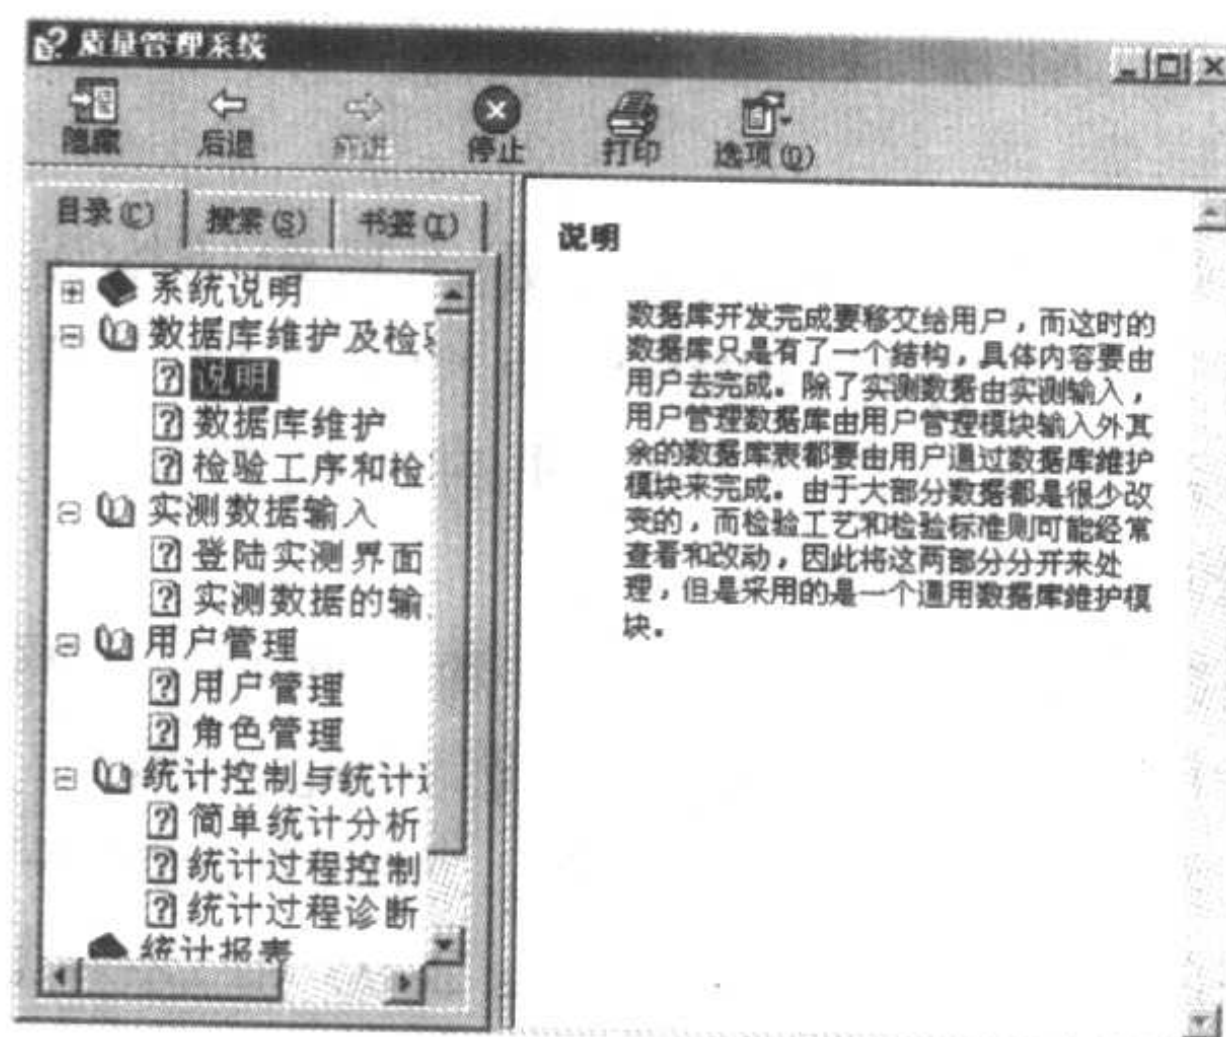 质量管理系统
隐藏 后退 前进 停止 打印 选项(O)
目录(C) 搜索(S) 书签(I)
系统说明
数据库维护及检验
说明
数据库维护
检验工序和检
实测数据输入
登陆实测界面
实测数据的输
用户管理
用户管理
角色管理
统计控制与统计
简单统计分析
统计过程控制
统计过程诊断
统计报表
说明
数据库开发完成要移交给用户，而这时的
数据库只是有了一个结构，具体内容要由
用户去完成。除了实测数据由实测输入，
用户管理数据库由用户管理模块输入外其
余的数据库表都要由用户通过数据库维护
模块来完成。由于大部分数据都是很少改
变的，而检验工艺和检验标准则可能经常
查看和改动，因此将这两部分分开来处
理，但是采用的是一个通用数据库维护模
块。